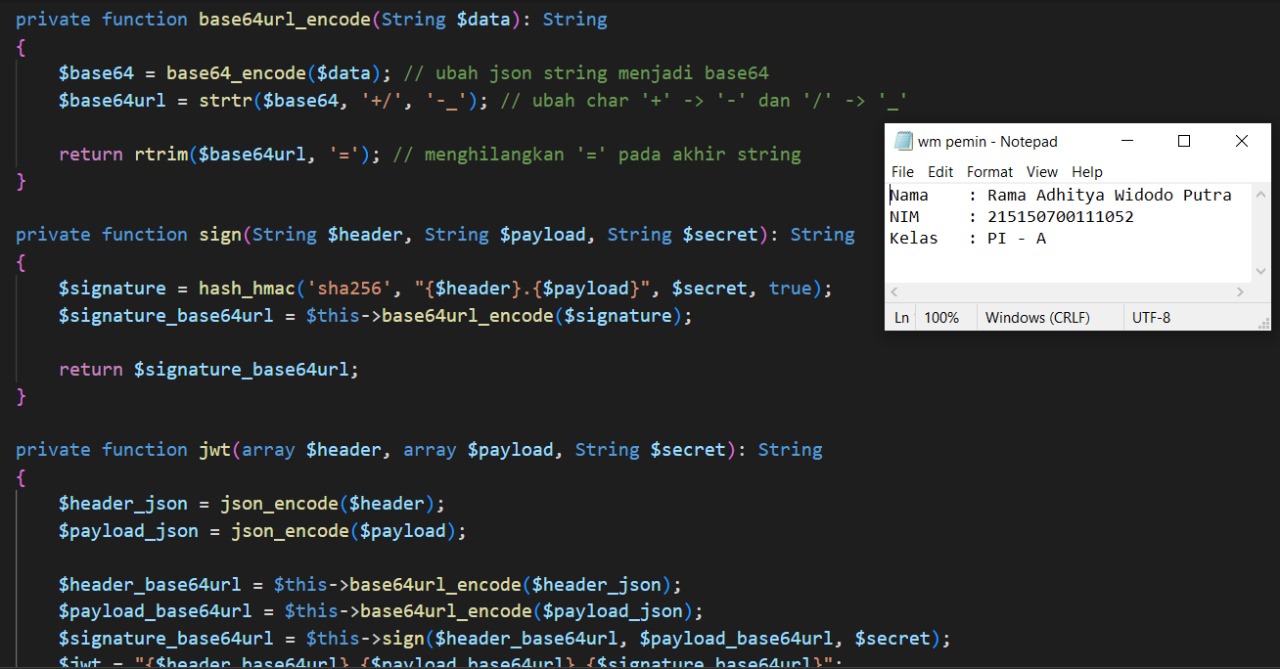 private function base64url_encode(String $data): String
{
$base64 = base64_encode($data); // ubah json string menjadi base64
$base64url = strtr($base64, '+/', '-_'); // ubah char '+' -> '-' dan '/' -> '_'
return rtrim($base64url, '='); // menghilangkan '=' pada akhir string
}
private function sign(String $header, String $payload, String $secret): String
{
$signature = hash_hmac('sha256', "{$header}.{$payload}", $secret, true);
$signature_base64url = $this->base64url_encode($signature);
return $signature_base64url;
}
private function jwt(array $header, array $payload, String $secret): String
{
$header_json = json_encode($header);
$payload_json = json_encode($payload);
$header_base64url = $this->base64url_encode($header_json);
$payload_base64url = $this->base64url_encode($payload_json);
$signature_base64url = $this->sign($header_base64url, $payload_base64url, $secret);
$jwt = "{$header_base64url}.{$payload_base64url}.{$signature_base64url}";
wm pemin - Notepad
File Edit Format View Help
Nama : Rama Adhitya Widodo Putra
NIM : 215150700111052
Kelas : PI - A
Ln 100% Windows (CRLF) UTF-8